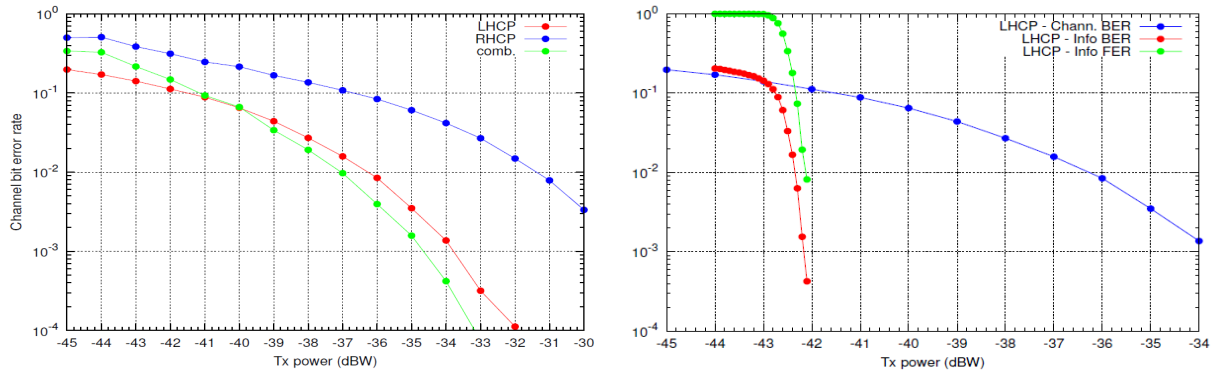 Channel bit error rate
10^0
10^-1
10^-2
10^-3
10^-4
LHCP
RHCP
comb.
-45 -44 -43 -42 -41 -40 -39 -38 -37 -36 -35 -34 -33 -32 -31 -30
Tx power (dBW)
10^0
10^-1
10^-2
10^-3
10^-4
LHCP - Chann. BER
LHCP - Info BER
LHCP - Info FER
-45 -44 -43 -42 -41 -40 -39 -38 -37 -36 -35 -34
Tx power (dBW)